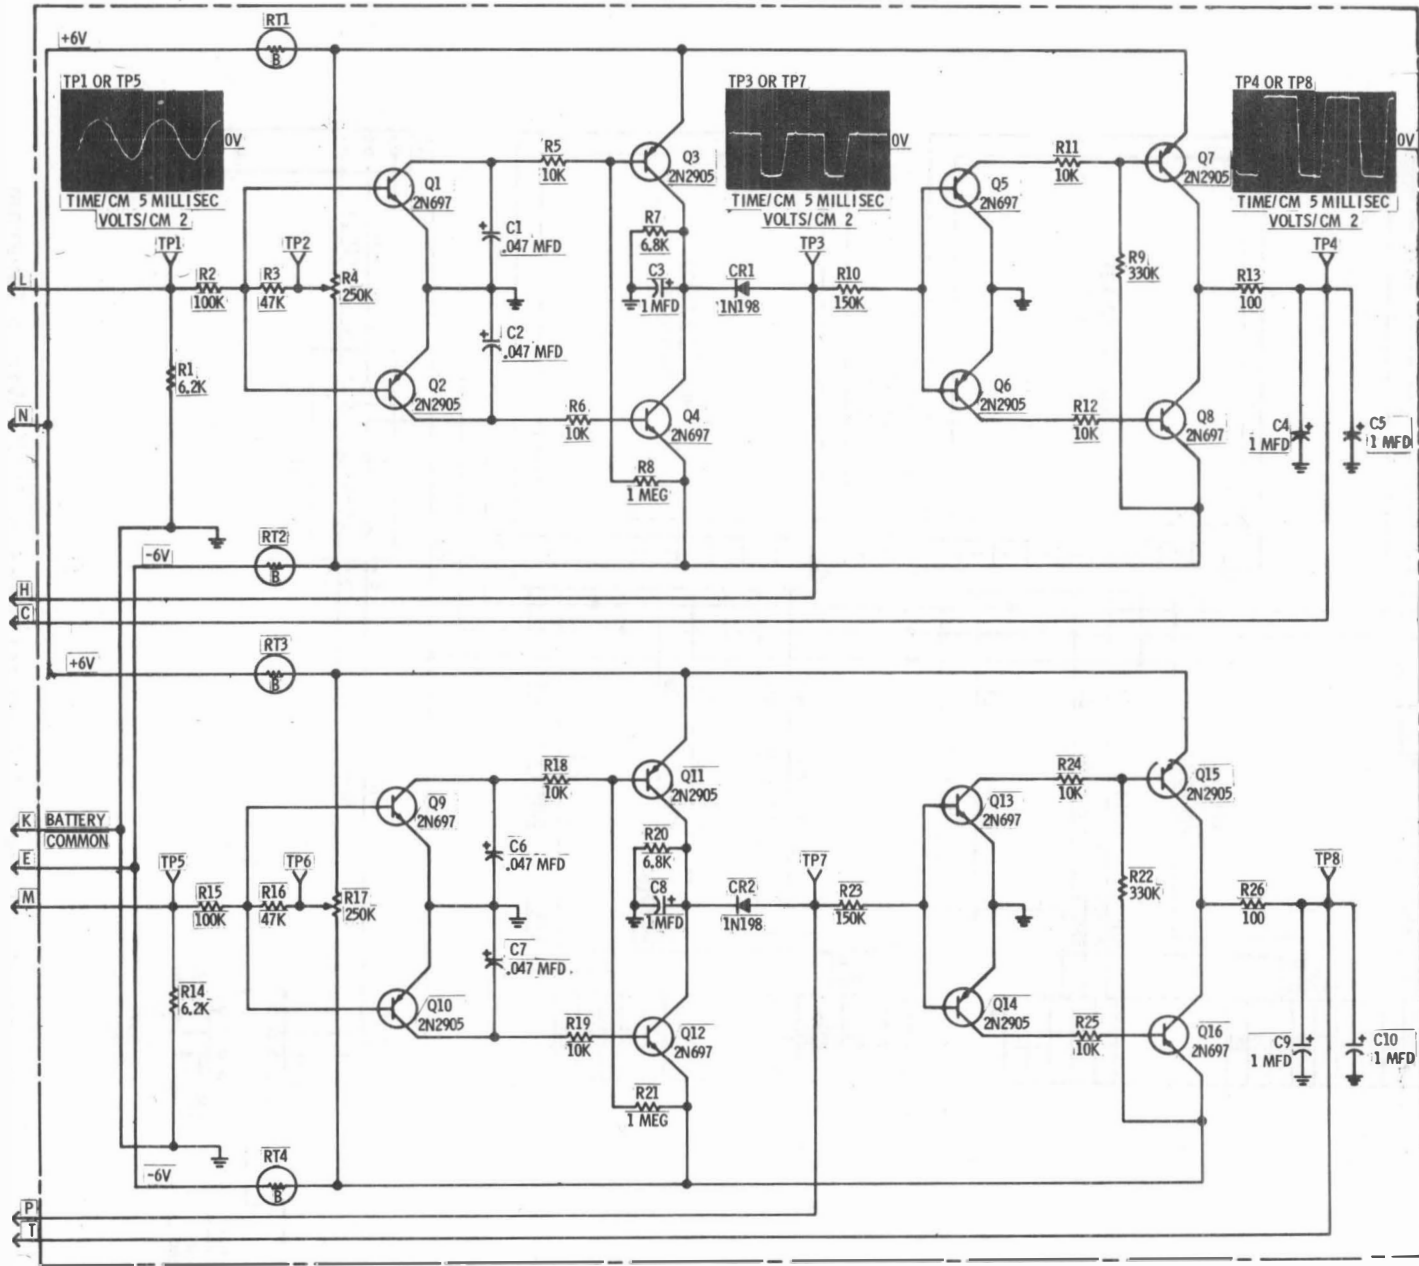 RT1
+6V
B
TP1 OR TP5
0V
TIME/CM 5 MILLISEC
VOLTS/CM 2
TP3 OR TP7
0V
TIME/CM 5 MILLISEC
VOLTS/CM 2
TP4 OR TP8
0V
TIME/CM 5 MILLISEC
VOLTS/CM 2
R5
10K
Q3
2N2905
R11
10K
Q7
2N2905
Q1
2N697
Q5
2N697
C1
+
.047 MFD
R7
6.8K
TP1
TP2
TP3
TP4
L
R2
100K
R3
47K
R4
250K
C3
+
1 MFD
CR1
1N198
R10
150K
R9
330K
R13
100
C2
+
.047 MFD
R1
6.2K
Q2
2N2905
Q6
2N2905
N
R6
10K
Q4
2N697
R12
10K
Q8
2N697
C4
+
1 MFD
C5
+
1 MFD
R8
1 MEG
RT2
-6V
B
H
C
RT3
+6V
B
R18
10K
Q11
2N2905
R24
10K
Q15
2N2905
Q9
2N697
Q13
2N697
K
BATTERY
COMMON
C6
+
.047 MFD
R20
6.8K
E
TP5
TP6
TP7
TP8
M
R15
100K
R16
47K
R17
250K
C8
+
1MFD
CR2
1N198
R23
150K
R22
330K
R26
100
C7
+
.047 MFD
R14
6.2K
Q10
2N2905
Q14
2N2905
R19
10K
Q12
2N697
R25
10K
Q16
2N697
C9
+
1 MFD
C10
+
1 MFD
R21
1 MEG
RT4
-6V
B
P
T